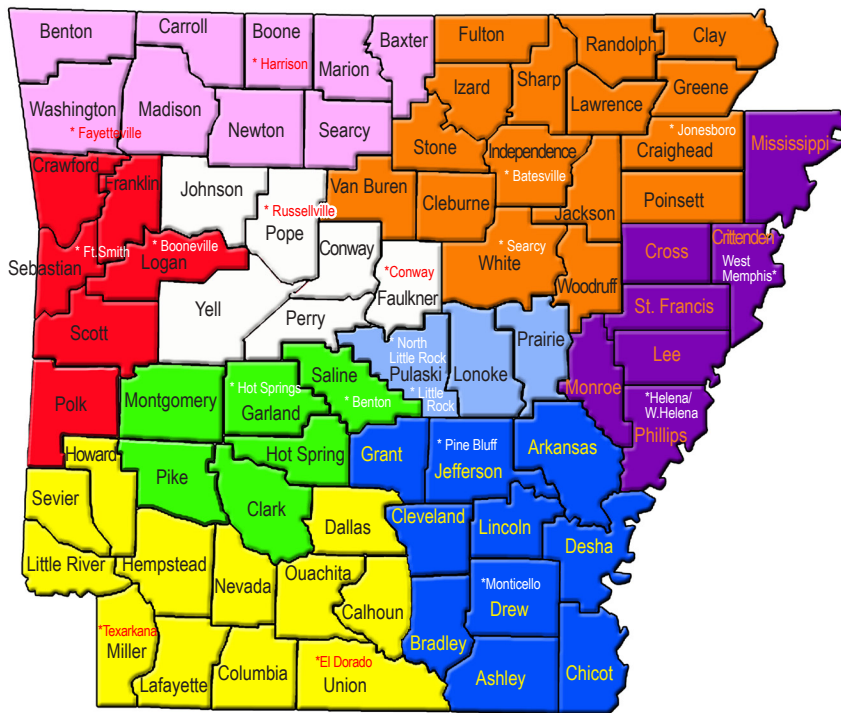 Benton
Carroll
Boone
* Harrison
Marion
Baxter
Fulton
Randolph
Clay
Izard
Sharp
Lawrence
Greene
Washington
* Fayetteville
Madison
Newton
Searcy
Stone
Independence
* Batesville
* Jonesboro
Craighead
Mississippi
Crawford
Franklin
Johnson
* Russellville
Pope
Van Buren
Cleburne
Jackson
Poinsett
* Ft.Smith
Sebastian
* Booneville
Logan
Conway
*Conway
Faulkner
* Searcy
White
Woodruff
Cross
Crittenden
West
Memphis*
Scott
Yell
Perry
* North
Little Rock
Pulaski
* Little
Rock
Lonoke
Prairie
St. Francis
Lee
Monroe
*Helena/
W.Helena
Phillips
Polk
Montgomery
* Hot Springs
Garland
Saline
* Benton
Howard
Pike
Hot Spring
Grant
* Pine Bluff
Jefferson
Arkansas
Sevier
Clark
Dallas
Cleveland
Lincoln
Desha
Little River
Hempstead
Nevada
Ouachita
Calhoun
*Monticello
Drew
Bradley
*Texarkana
Miller
Lafayette
Columbia
*El Dorado
Union
Ashley
Chicot